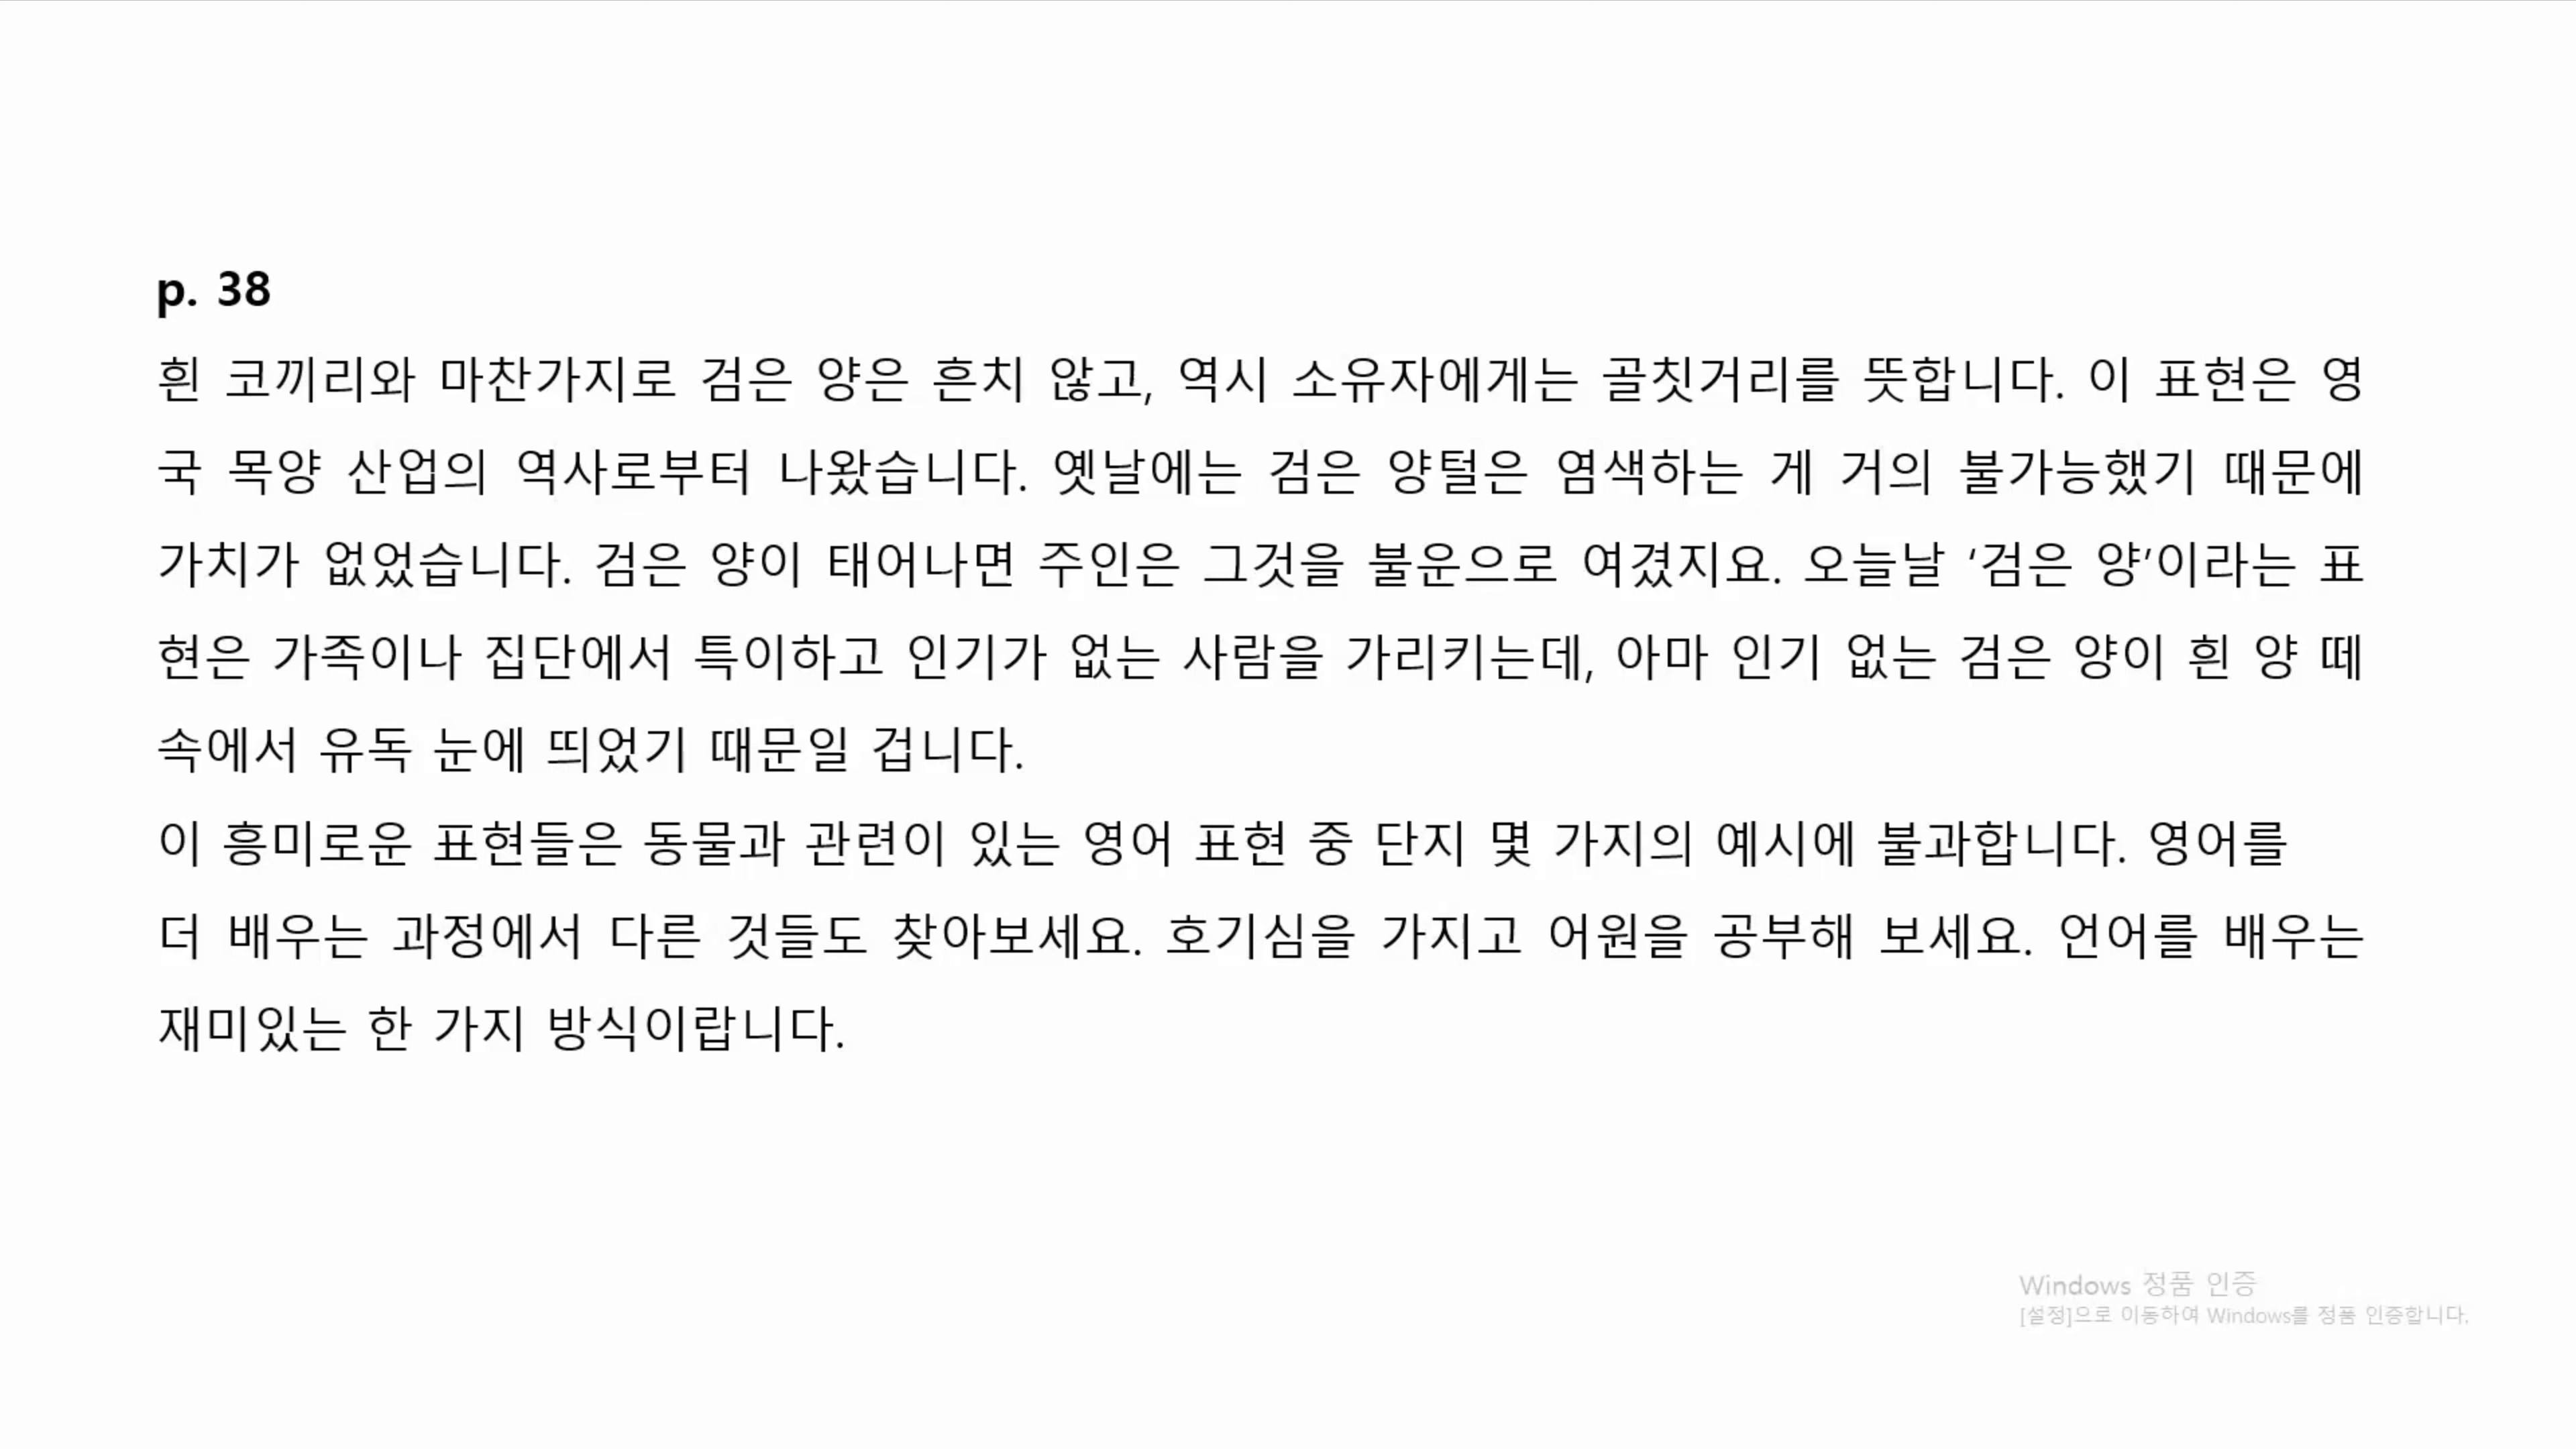 p. 38
흰 코끼리와 마찬가지로 검은 양은 흔치 않고, 역시 소유자에게는 골칫거리를 뜻합니다. 이 표현은 영
국 목양 산업의 역사로부터 나왔습니다. 옛날에는 검은 양털은 염색하는 게 거의 불가능했기 때문에
가치가 없었습니다. 검은 양이 태어나면 주인은 그것을 불운으로 여겼지요. 오늘날 ‘검은 양’이라는 표
현은 가족이나 집단에서 특이하고 인기가 없는 사람을 가리키는데, 아마 인기 없는 검은 양이 흰 양 떼
속에서 유독 눈에 띄었기 때문일 겁니다.
이 흥미로운 표현들은 동물과 관련이 있는 영어 표현 중 단지 몇 가지의 예시에 불과합니다. 영어를
더 배우는 과정에서 다른 것들도 찾아보세요. 호기심을 가지고 어원을 공부해 보세요. 언어를 배우는
재미있는 한 가지 방식이랍니다.
Windows 정품 인증
[설정]으로 이동하여 Windows를 정품 인증합니다.